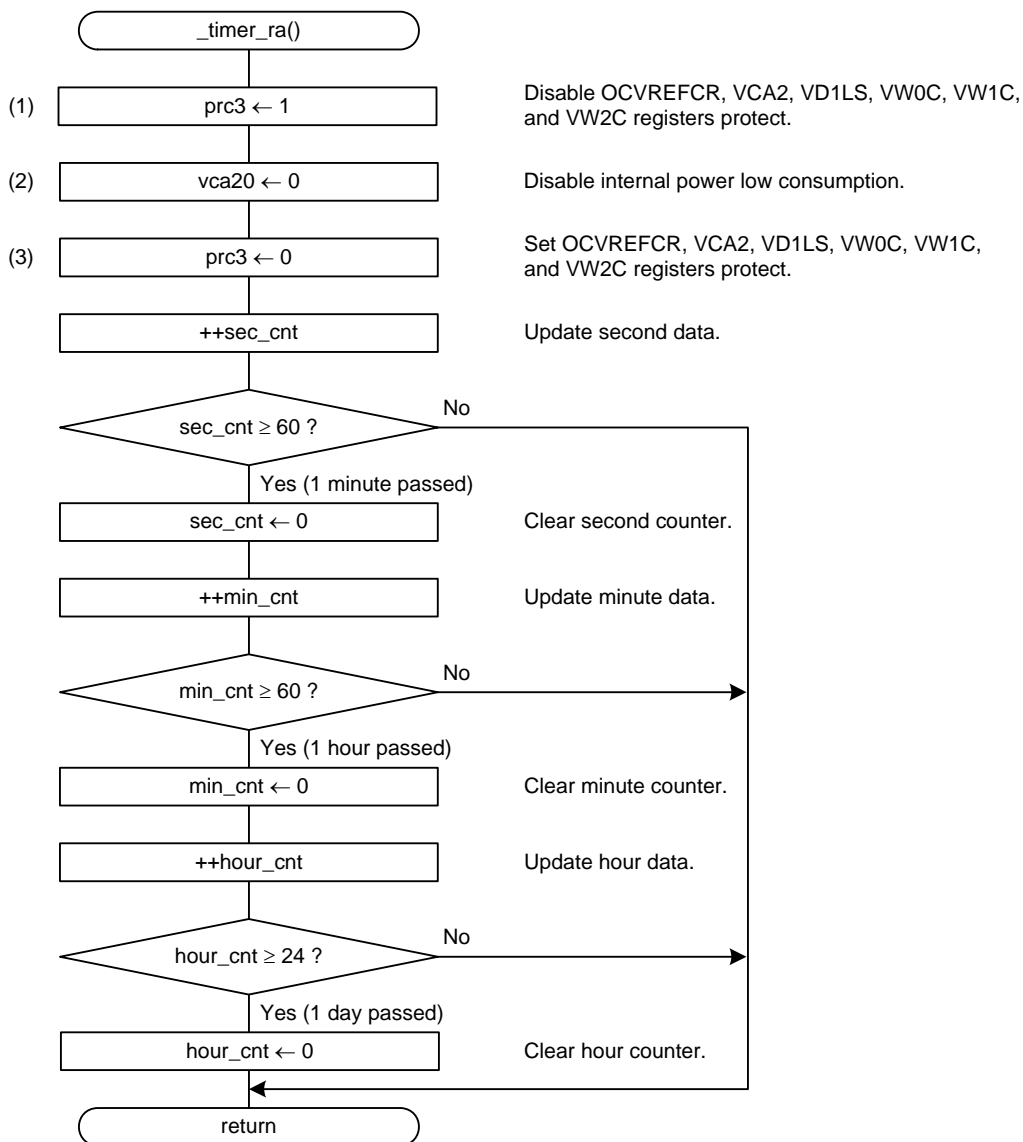 _timer_ra()
(1)
prc3 ← 1
Disable OCVREFCR, VCA2, VD1LS, VW0C, VW1C,
and VW2C registers protect.
(2)
vca20 ← 0
Disable internal power low consumption.
(3)
prc3 ← 0
Set OCVREFCR, VCA2, VD1LS, VW0C, VW1C,
and VW2C registers protect.
++sec_cnt
Update second data.
sec_cnt ≥ 60 ?
No
Yes (1 minute passed)
sec_cnt ← 0
Clear second counter.
++min_cnt
Update minute data.
min_cnt ≥ 60 ?
No
Yes (1 hour passed)
min_cnt ← 0
Clear minute counter.
++hour_cnt
Update hour data.
hour_cnt ≥ 24 ?
No
Yes (1 day passed)
hour_cnt ← 0
Clear hour counter.
return